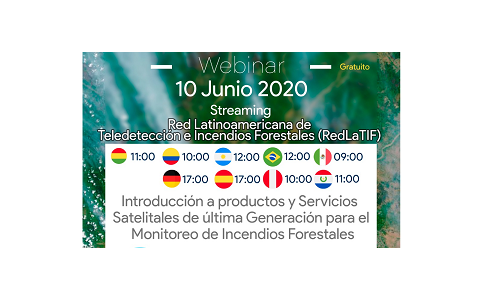 Webinar
Gratuito
10 Junio 2020
Streaming
Red Latinoamericana de
Teledetección e Incendios Forestales (RedLaTIF)
11:00 10:00 12:00 12:00 09:00
17:00 17:00 10:00 11:00
Introducción a productos y Servicios
Satelitales de última Generación para el
Monitoreo de Incendios Forestales